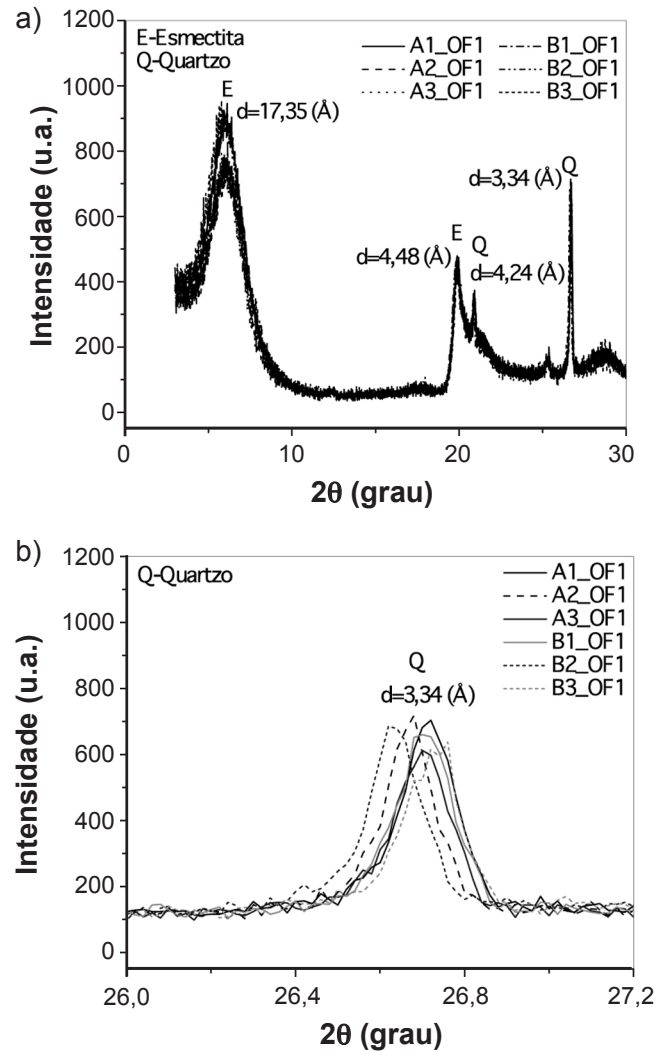 a)
E-Esmectita
Q-Quartzo
A1_OF1
A2_OF1
A3_OF1
B1_OF1
B2_OF1
B3_OF1
E
d=17,35 (Å)
E
d=4,48 (Å)
Q
d=4,24 (Å)
Q
d=3,34 (Å)
Intensidade (u.a.)
1200
1000
800
600
400
200
0
0
10
20
30
2θ (grau)
b)
Q-Quartzo
A1_OF1
A2_OF1
A3_OF1
B1_OF1
B2_OF1
B3_OF1
Q
d=3,34 (Å)
Intensidade (u.a.)
1200
1000
800
600
400
200
0
26,0
26,4
26,8
27,2
2θ (grau)